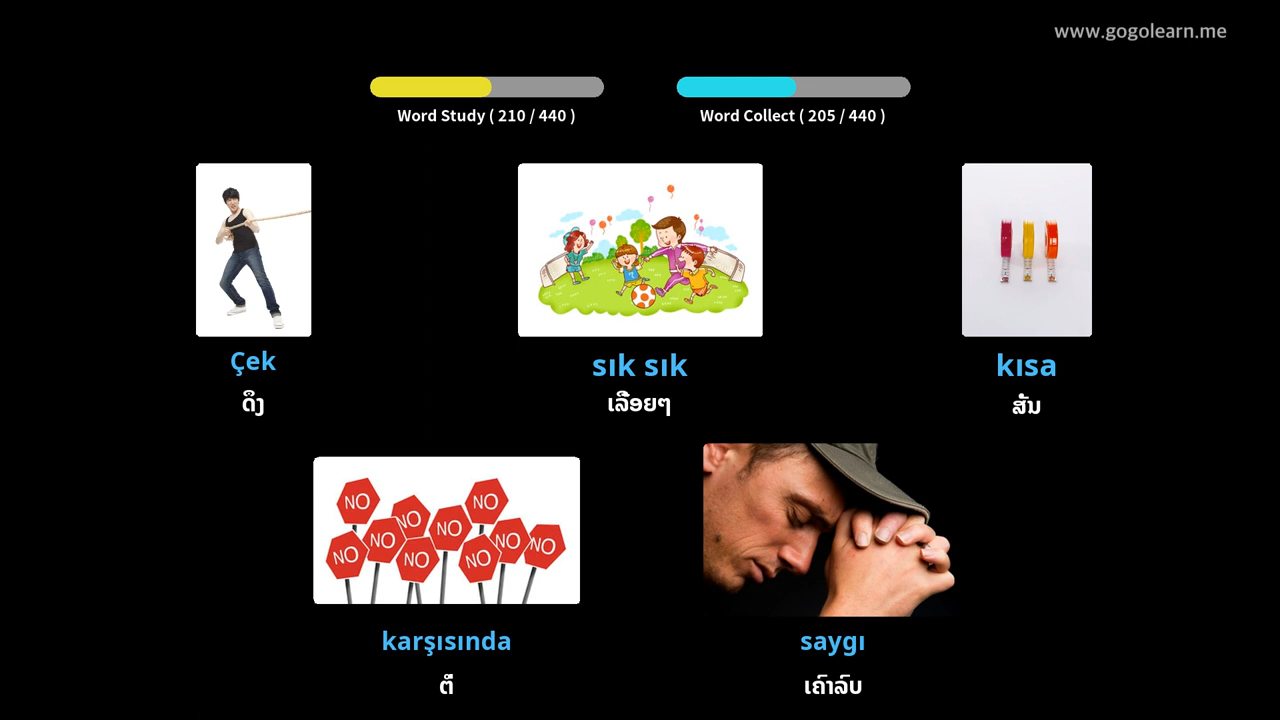 www.gogolearn.me
Word Study ( 210 / 440 )
Word Collect ( 205 / 440 )
Çek
ດຶງ
sık sık
ເລື້ອຍໆ
kısa
ສັ້ນ
NO
NO
NO
NO
NO
NO
NO
NO
NO
NO
karşısında
ຕໍ່
saygı
ເຄົາລົບ